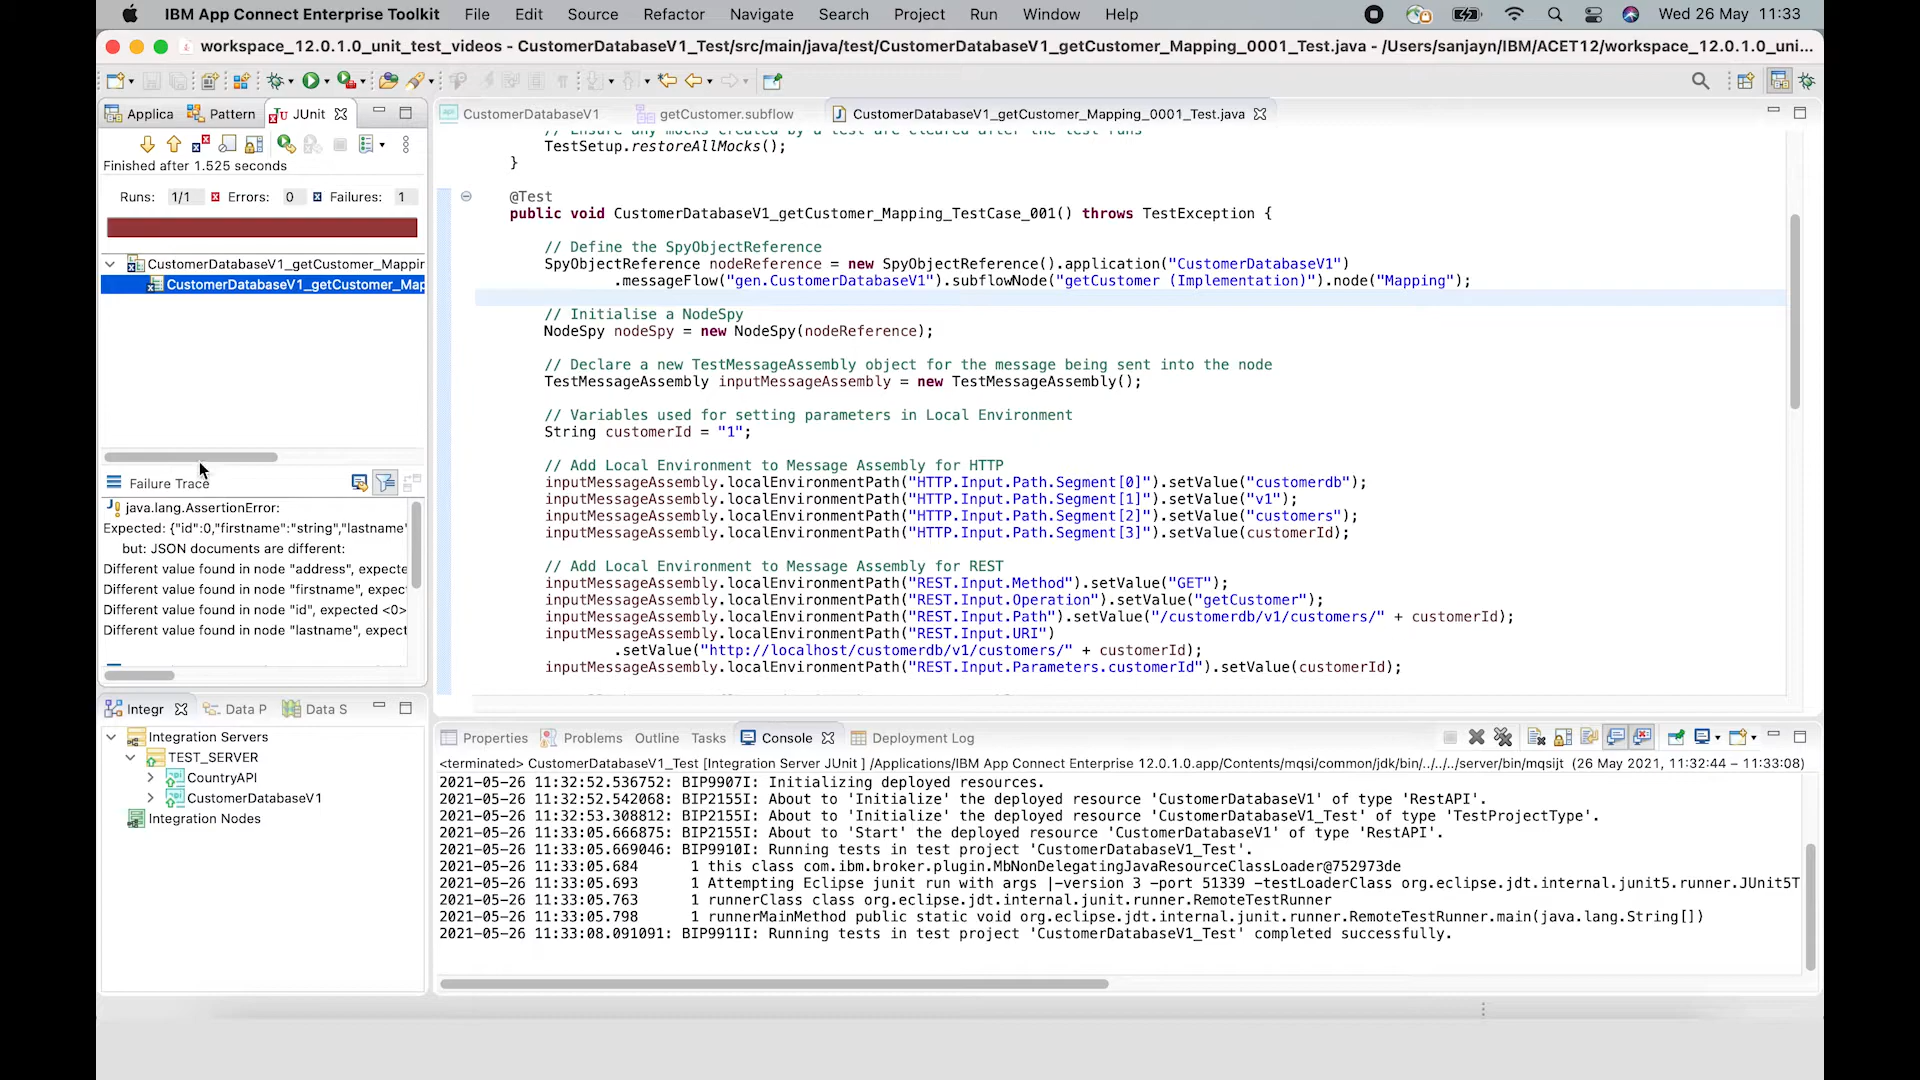 IBM App Connect Enterprise Toolkit File Edit Source Refactor Navigate Search Project Run Window Help Wed 26 May 11:33
workspace_12.0.1.0_unit_test_videos - CustomerDatabaseV1_Test/src/main/java/test/CustomerDatabaseV1_getCustomer_Mapping_0001_Test.java - /Users/sanjayn/IBM/ACET12/workspace_12.0.1.0_uni...
Applica Pattern JUnit
Finished after 1.525 seconds
Runs: 1/1 Errors: 0 Failures: 1
CustomerDatabaseV1_getCustomer_Mappir
CustomerDatabaseV1_getCustomer_Map
Failure Trace
java.lang.AssertionError:
Expected: {"id":0,"firstname":"string","lastname"
but: JSON documents are different:
Different value found in node "address", expecte
Different value found in node "firstname", expec
Different value found in node "id", expected <0>
Different value found in node "lastname", expect
Integr Data P Data S
Integration Servers
TEST_SERVER
CountryAPI
CustomerDatabaseV1
Integration Nodes
CustomerDatabaseV1 getCustomer.subflow CustomerDatabaseV1_getCustomer_Mapping_0001_Test.java
// Ensure any mocks created by a test are cleared after the test runs
TestSetup.restoreAllMocks();
}
@Test
public void CustomerDatabaseV1_getCustomer_Mapping_TestCase_001() throws TestException {
// Define the SpyObjectReference
SpyObjectReference nodeReference = new SpyObjectReference().application("CustomerDatabaseV1")
.messageFlow("gen.CustomerDatabaseV1").subflowNode("getCustomer (Implementation)").node("Mapping");
// Initialise a NodeSpy
NodeSpy nodeSpy = new NodeSpy(nodeReference);
// Declare a new TestMessageAssembly object for the message being sent into the node
TestMessageAssembly inputMessageAssembly = new TestMessageAssembly();
// Variables used for setting parameters in Local Environment
String customerId = "1";
// Add Local Environment to Message Assembly for HTTP
inputMessageAssembly.localEnvironmentPath("HTTP.Input.Path.Segment[0]").setValue("customerdb");
inputMessageAssembly.localEnvironmentPath("HTTP.Input.Path.Segment[1]").setValue("v1");
inputMessageAssembly.localEnvironmentPath("HTTP.Input.Path.Segment[2]").setValue("customers");
inputMessageAssembly.localEnvironmentPath("HTTP.Input.Path.Segment[3]").setValue(customerId);
// Add Local Environment to Message Assembly for REST
inputMessageAssembly.localEnvironmentPath("REST.Input.Method").setValue("GET");
inputMessageAssembly.localEnvironmentPath("REST.Input.Operation").setValue("getCustomer");
inputMessageAssembly.localEnvironmentPath("REST.Input.Path").setValue("/customerdb/v1/customers/" + customerId);
inputMessageAssembly.localEnvironmentPath("REST.Input.URI")
.setValue("http://localhost/customerdb/v1/customers/" + customerId);
inputMessageAssembly.localEnvironmentPath("REST.Input.Parameters.customerId").setValue(customerId);
Properties Problems Outline Tasks Console Deployment Log
<terminated> CustomerDatabaseV1_Test [Integration Server JUnit ] /Applications/IBM App Connect Enterprise 12.0.1.0.app/Contents/mqsi/common/jdk/bin/../../../server/bin/mqsijt (26 May 2021, 11:32:44 – 11:33:08)
2021-05-26 11:32:52.536752: BIP9907I: Initializing deployed resources.
2021-05-26 11:32:52.542068: BIP2155I: About to 'Initialize' the deployed resource 'CustomerDatabaseV1' of type 'RestAPI'.
2021-05-26 11:32:53.308812: BIP2155I: About to 'Initialize' the deployed resource 'CustomerDatabaseV1_Test' of type 'TestProjectType'.
2021-05-26 11:33:05.666875: BIP2155I: About to 'Start' the deployed resource 'CustomerDatabaseV1' of type 'RestAPI'.
2021-05-26 11:33:05.669046: BIP9910I: Running tests in test project 'CustomerDatabaseV1_Test'.
2021-05-26 11:33:05.684 1 this class com.ibm.broker.plugin.MbNonDelegatingJavaResourceClassLoader@752973de
2021-05-26 11:33:05.693 1 Attempting Eclipse junit run with args |-version 3 -port 51339 -testLoaderClass org.eclipse.jdt.internal.junit5.runner.JUnit5T
2021-05-26 11:33:05.763 1 runnerClass class org.eclipse.jdt.internal.junit.runner.RemoteTestRunner
2021-05-26 11:33:05.798 1 runnerMainMethod public static void org.eclipse.jdt.internal.junit.runner.RemoteTestRunner.main(java.lang.String[])
2021-05-26 11:33:08.091091: BIP9911I: Running tests in test project 'CustomerDatabaseV1_Test' completed successfully.